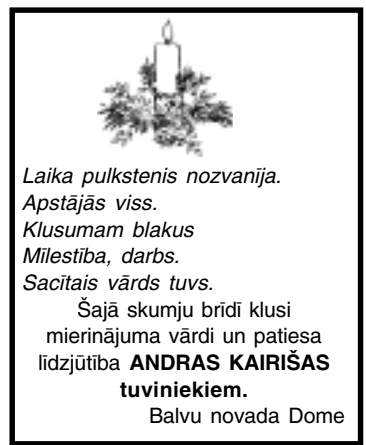 Laika pulkstenis nozvanīja.
Apstājās viss.
Klusumam blakus
Mīlestība, darbs.
Sacītais vārds tuvs.
Šajā skumju brīdī klusi
mierinājuma vārdi un patiesa
līdzjūtība ANDRAS KAIRIŠAS
tuviniekiem.
Balvu novada Dome